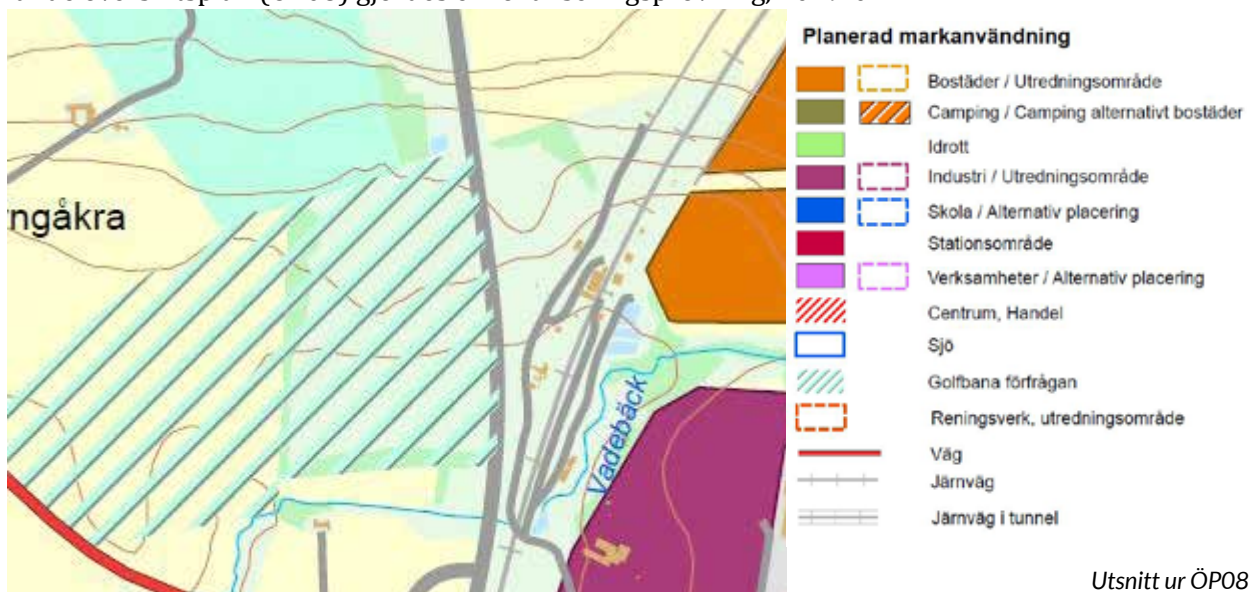 ngåkra
Vadebäck
Planerad markanvändning
Bostäder / Utredningsområde
Camping / Camping alternativt bostäder
Idrott
Industri / Utredningsområde
Skola / Alternativ placering
Stationsområde
Verksamheter / Alternativ placering
Centrum, Handel
Sjö
Golfbana förfrågan
Reningsverk, utredningsområde
Väg
Järnväg
Järnväg i tunnel
Utsnitt ur ÖP08